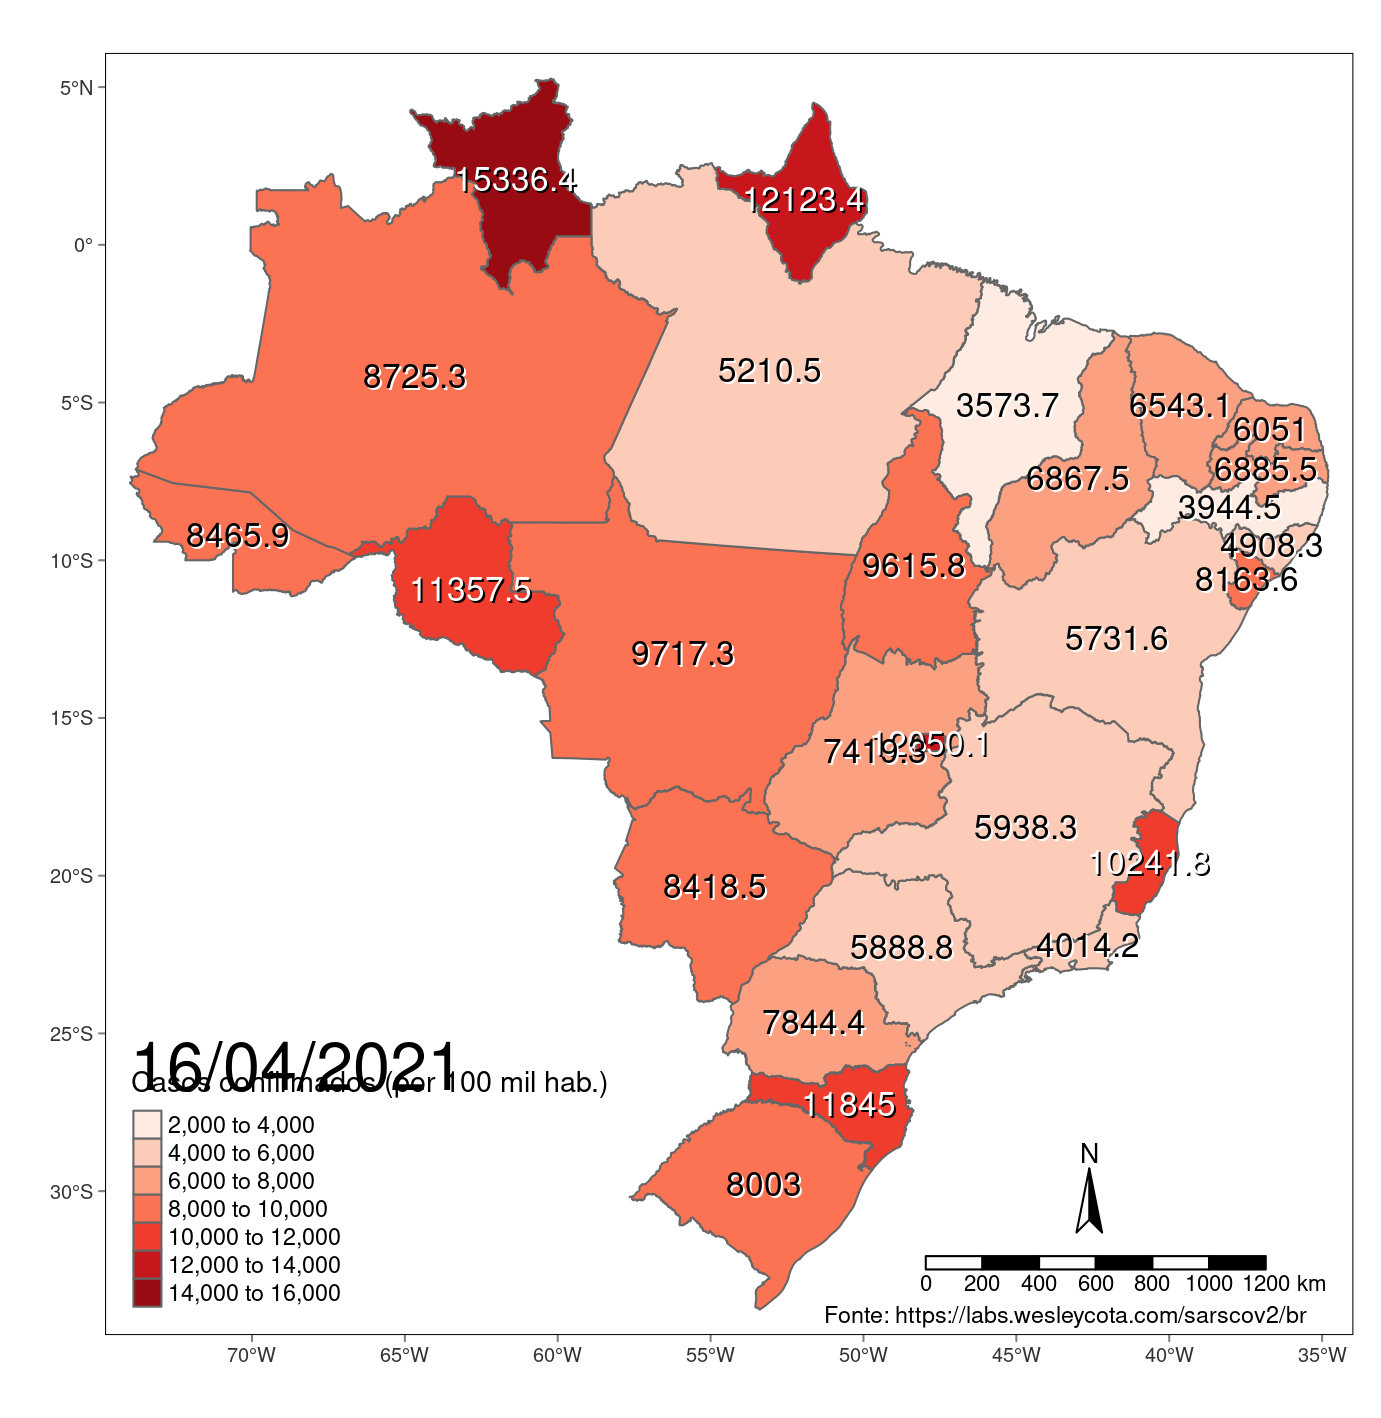 5°N
0°
5°S
10°S
15°S
20°S
25°S
30°S
15336.4
12123.4
8725.3
5210.5
3573.7
6543.1
6051
6867.5
6885.5
3944.5
4908.3
8163.6
8465.9
11357.5
9615.8
9717.3
5731.6
7419.3
5938.3
10241.8
8418.5
5888.8
4014.2
7844.4
11845
8003
16/04/2021
Casos confirmados (por 100 mil hab.)
2,000 to 4,000
4,000 to 6,000
6,000 to 8,000
8,000 to 10,000
10,000 to 12,000
12,000 to 14,000
14,000 to 16,000
N
0 200 400 600 800 1000 1200 km
Fonte: https://labs.wesleycota.com/sarscov2/br
70°W 65°W 60°W 55°W 50°W 45°W 40°W 35°W